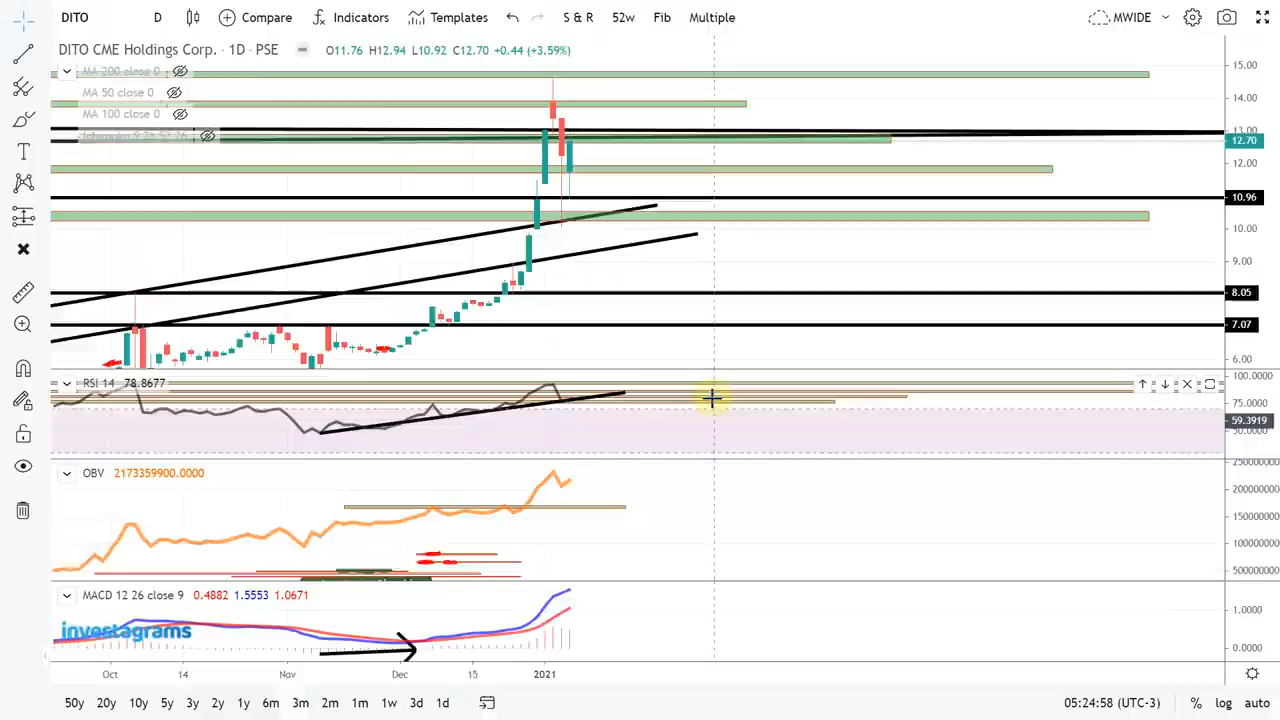 DITO D Compare Indicators Templates S & R 52w Fib Multiple MWIDE
DITO CME Holdings Corp. · 1D · PSE O11.76 H12.94 L10.92 C12.70 +0.44 (+3.59%)
MA 200 close 0
MA 50 close 0
MA 100 close 0
15.00
14.00
13.00
12.70
12.00
10.96
10.00
9.00
8.05
7.07
6.00
RSI 14 78.8677
100.0000
75.0000
59.3919
50.0000
OBV 2173359900.0000
MACD 12 26 close 9 0.4882 1.5553 1.0671
investagrams
1.0000
0.0000
Oct 14 Nov Dec 15 2021
50y 20y 10y 5y 3y 2y 1y 6m 3m 2m 1m 1w 3d 1d 05:24:58 (UTC-3) % log auto